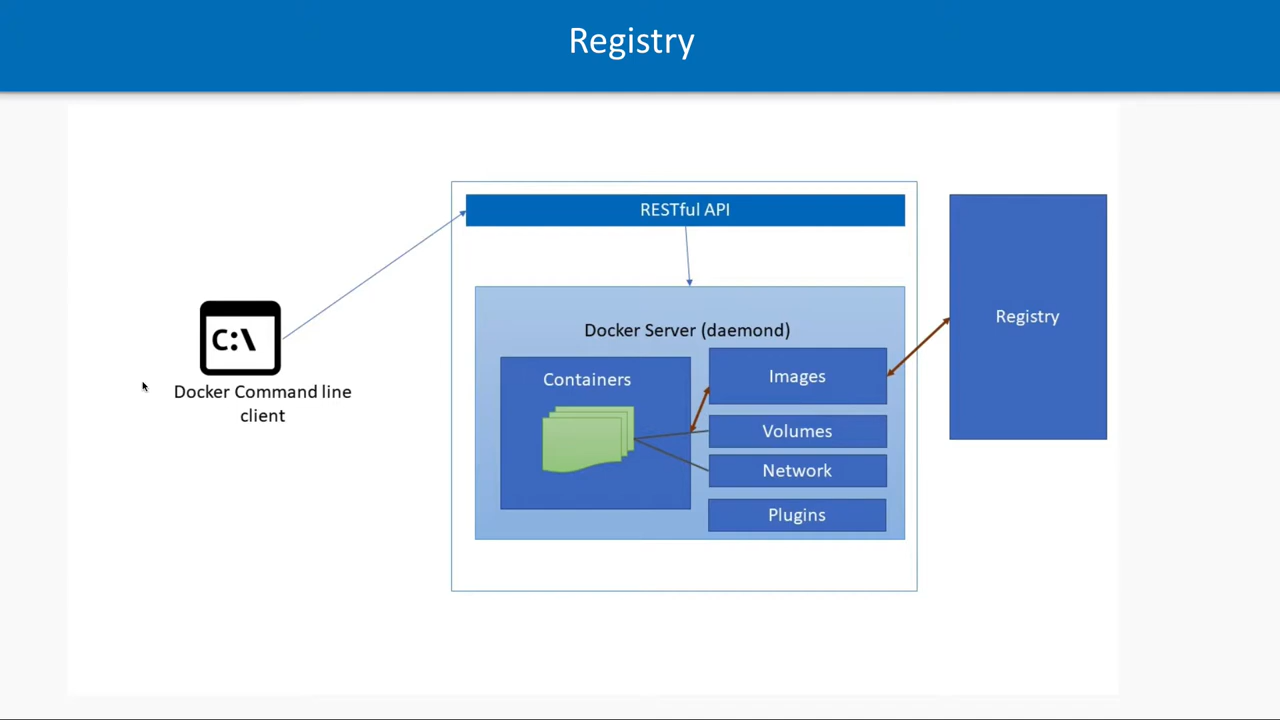 Registry
RESTful API
Registry
Docker Server (daemond)
Containers
Images
Volumes
Network
Plugins
C:\
Docker Command line
client